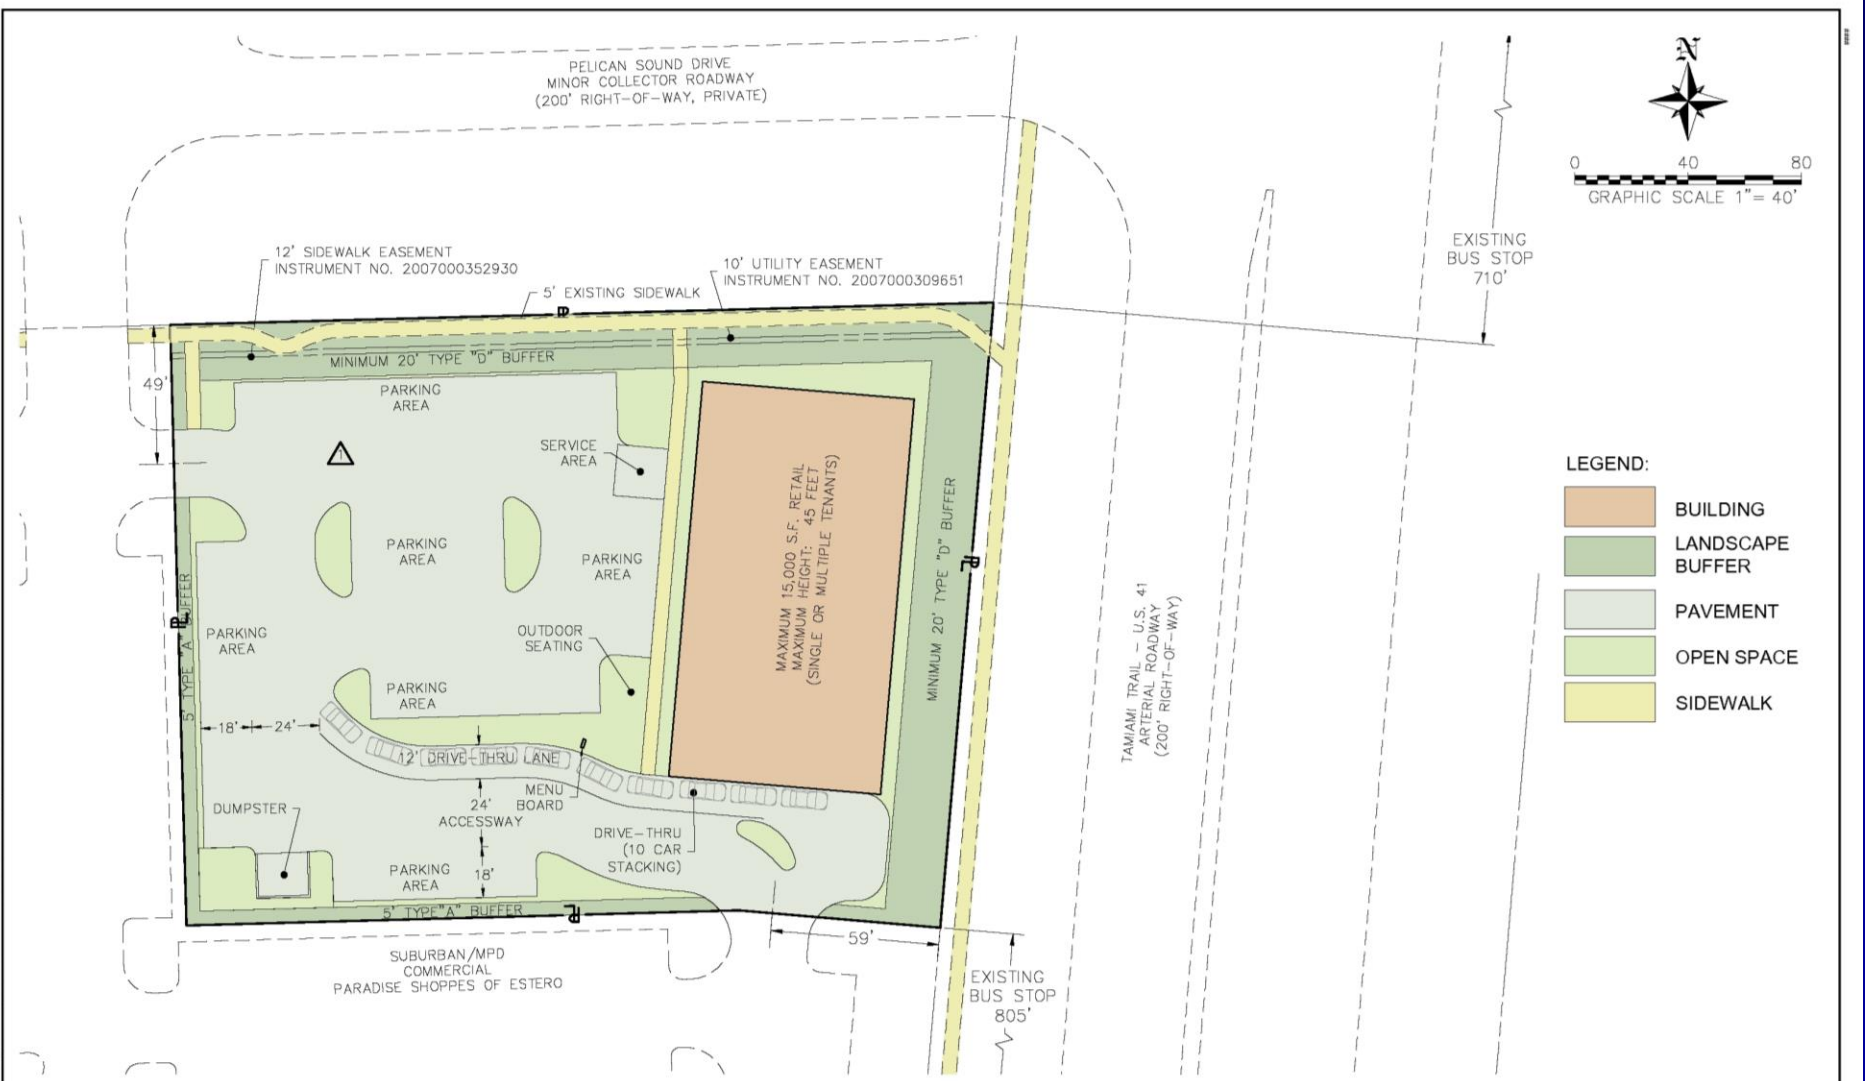 PELICAN SOUND DRIVE
MINOR COLLECTOR ROADWAY
(200' RIGHT-OF-WAY, PRIVATE)
N
0 40 80
GRAPHIC SCALE 1"= 40'
EXISTING
BUS STOP
710'
12' SIDEWALK EASEMENT
INSTRUMENT NO. 2007000352930
10' UTILITY EASEMENT
INSTRUMENT NO. 2007000309651
5' EXISTING SIDEWALK
MINIMUM 20' TYPE "D" BUFFER
49'
PARKING
AREA
1
SERVICE
AREA
PARKING
AREA
PARKING
AREA
PARKING
AREA
OUTDOOR
SEATING
PARKING
AREA
5' TYPE "A" BUFFER
MAXIMUM 15,000 S.F. RETAIL
MAXIMUM HEIGHT: 45 FEET
(SINGLE OR MULTIPLE TENANTS)
MINIMUM 20' TYPE "D" BUFFER
TAMIAMI TRAIL - U.S. 41
ARTERIAL ROADWAY
(200' RIGHT-OF-WAY)
LEGEND:
BUILDING
LANDSCAPE
BUFFER
PAVEMENT
OPEN SPACE
SIDEWALK
18'
24'
12' DRIVE-THRU LANE
MENU
BOARD
24'
ACCESSWAY
DUMPSTER
DRIVE-THRU
(10 CAR
STACKING)
PARKING
AREA
18'
5' TYPE"A" BUFFER
59'
SUBURBAN/MPD
COMMERCIAL
PARADISE SHOPPES OF ESTERO
EXISTING
BUS STOP
805'